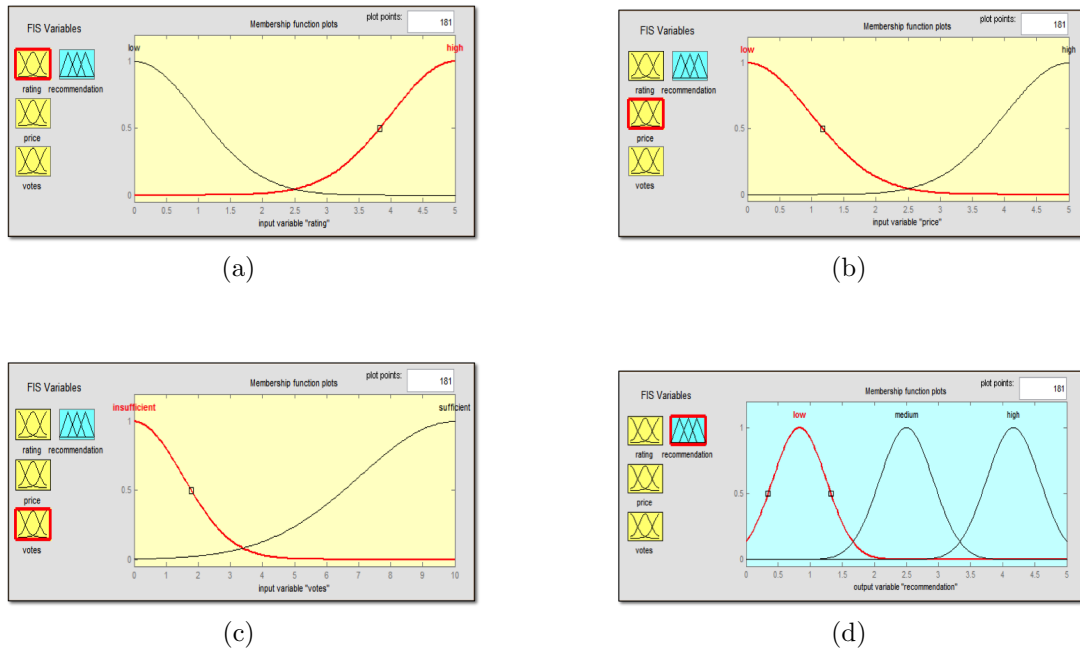 FIS Variables
Membership function plots
plot points:
181
rating
recommendation
price
votes
low
high
1
0.5
0
0 0.5 1 1.5 2 2.5 3 3.5 4 4.5 5
input variable "rating"
(a)
FIS Variables
Membership function plots
plot points:
181
rating
recommendation
price
votes
low
high
1
0.5
0
0 0.5 1 1.5 2 2.5 3 3.5 4 4.5 5
input variable "price"
(b)
FIS Variables
Membership function plots
plot points:
181
rating
recommendation
price
votes
insufficient
sufficient
1
0.5
0
0 1 2 3 4 5 6 7 8 9 10
input variable "votes"
(c)
FIS Variables
Membership function plots
plot points:
181
rating
recommendation
price
votes
low
medium
high
1
0.5
0
0 0.5 1 1.5 2 2.5 3 3.5 4 4.5 5
output variable "recommendation"
(d)